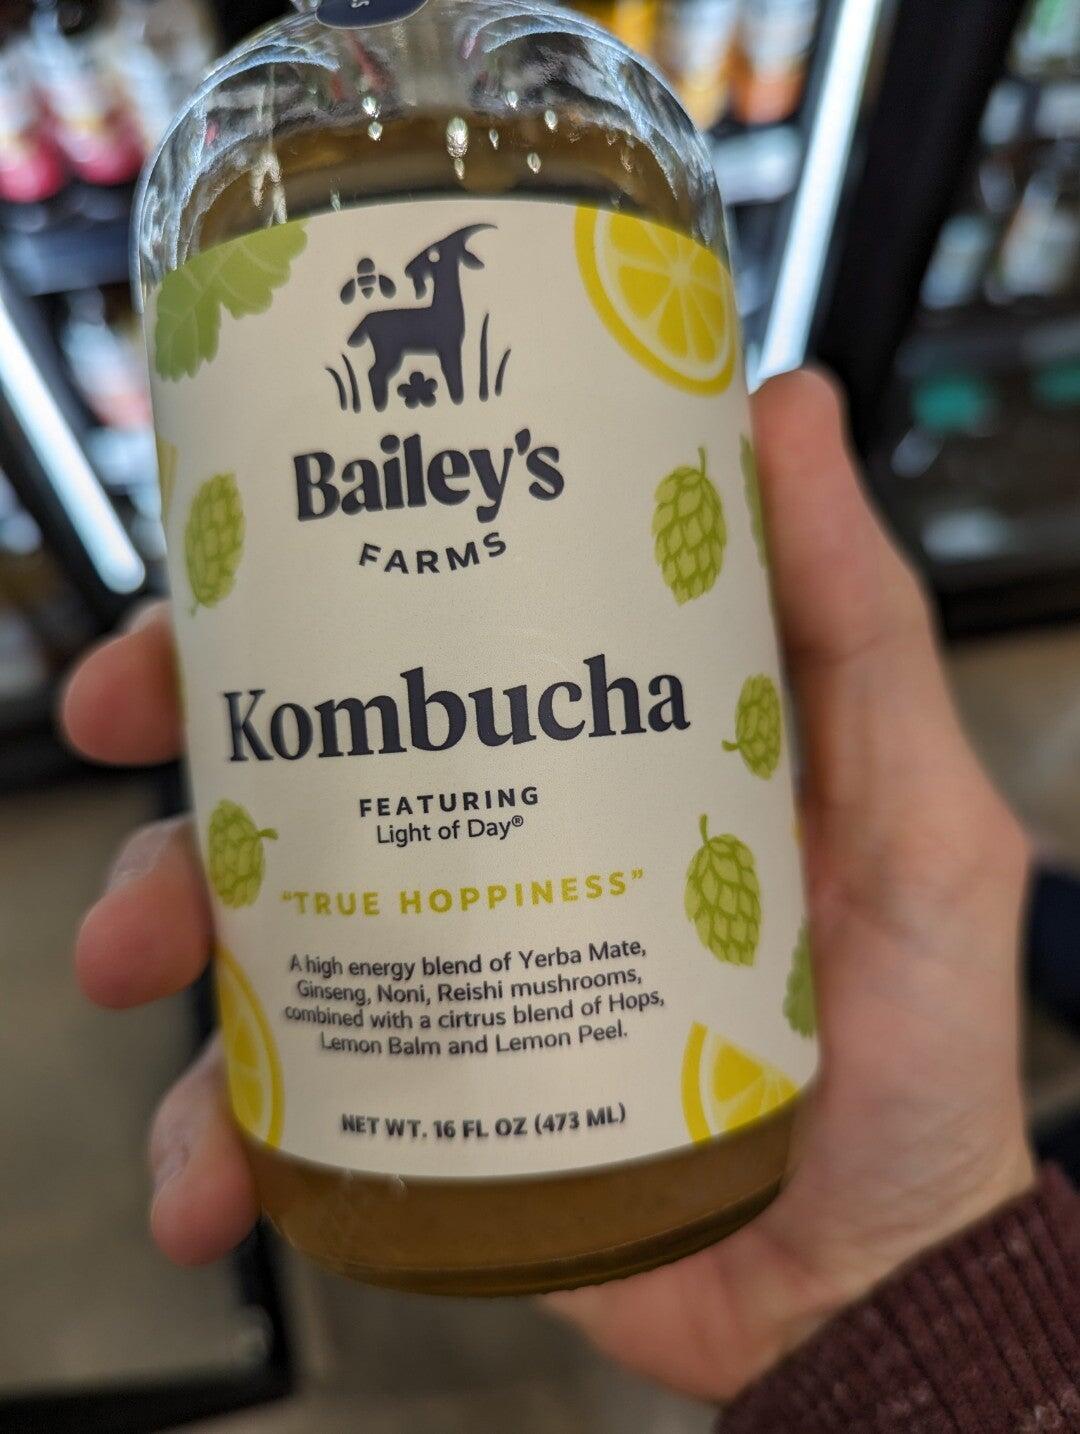 Bailey's
FARMS
Kombucha
FEATURING
Light of Day®
"TRUE HOPPINESS"
A high energy blend of Yerba Mate,
Ginseng, Noni, Reishi mushrooms,
combined with a cirtrus blend of Hops,
Lemon Balm and Lemon Peel.
NET WT. 16 FL OZ (473 ML)